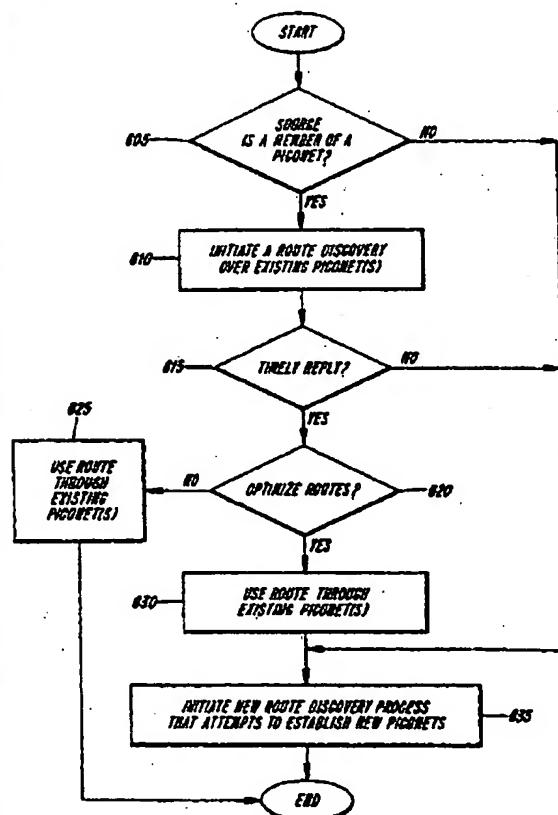 START
SOURCE
IS A MEMBER OF A
PICONET?
605
NO
YES
INITIATE A ROUTE DISCOVERY
OVER EXISTING PICONET(S)
610
TIMELY REPLY?
615
NO
YES
625
USE ROUTE
THROUGH
EXISTING
PICONET(S)
NO
OPTIMIZE ROUTES?
620
YES
USE ROUTE THROUGH
EXISTING PICONET(S)
630
INITIATE NEW ROUTE DISCOVERY PROCESS
THAT ATTEMPTS TO ESTABLISH NEW PICONETS
635
END